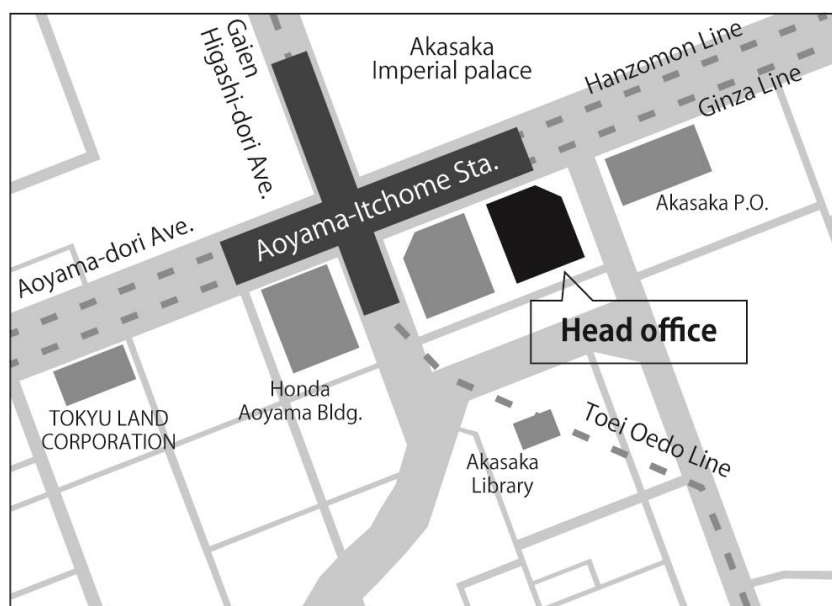 Gaien
Higashi-dori Ave.
Akasaka
Imperial palace
Hanzomon Line
Ginza Line
Aoyama-Itchome Sta.
Akasaka P.O.
Aoyama-dori Ave.
Head office
Honda
Aoyama Bldg.
TOKYU LAND
CORPORATION
Toei Oedo Line
Akasaka
Library